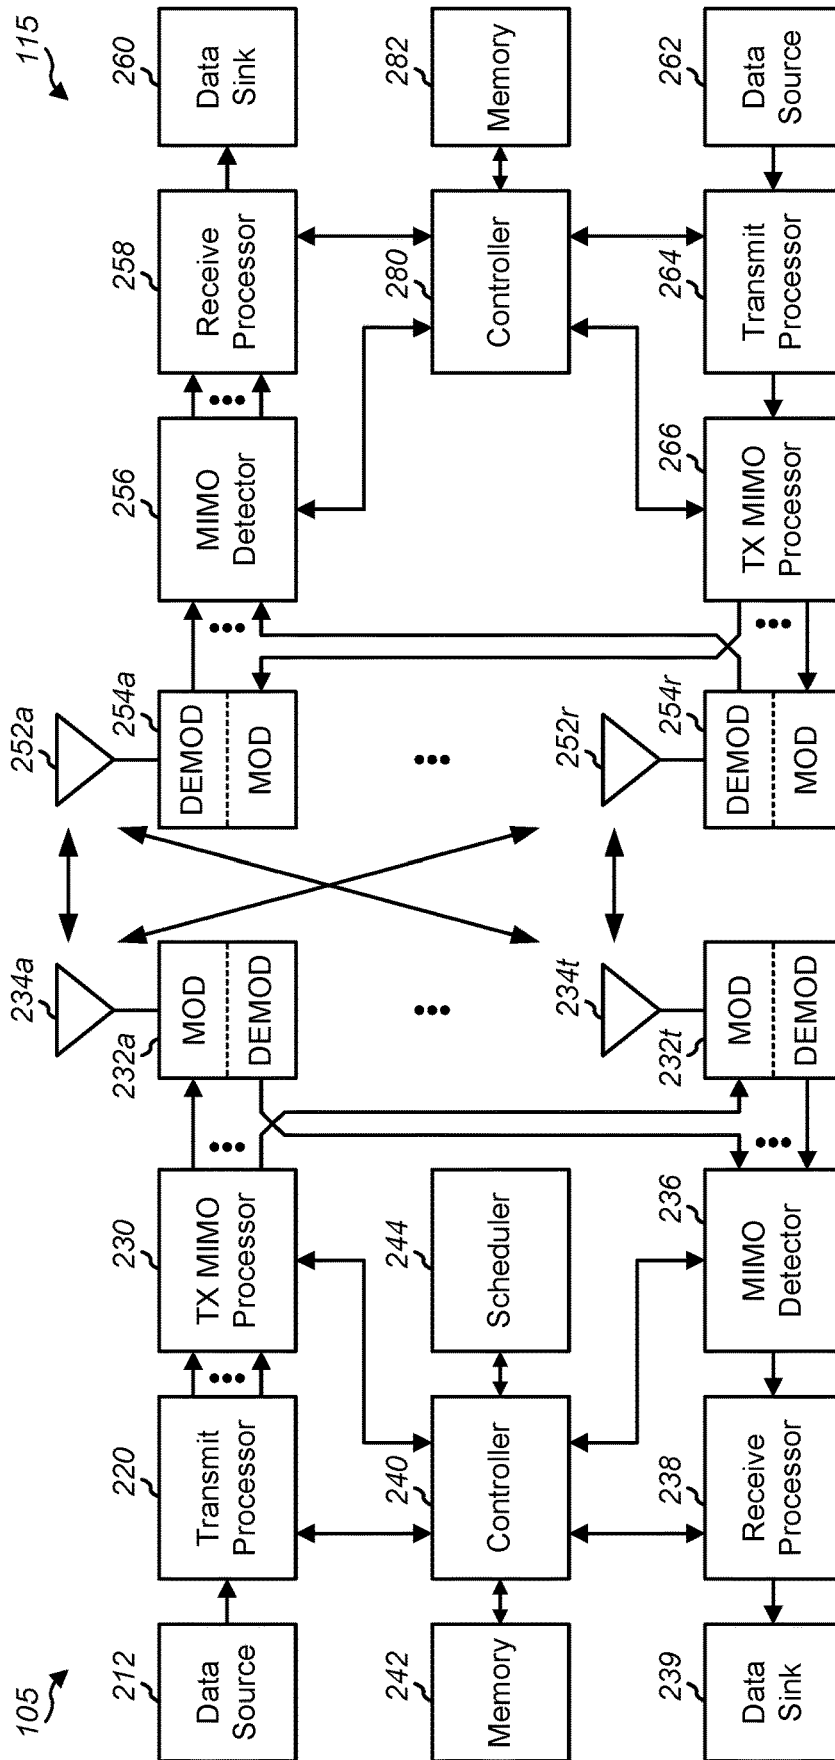 105
115
212
Data
Source
220
Transmit
Processor
230
TX MIMO
Processor
232a
MOD
DEMOD
234a
252a
254a
DEMOD
MOD
256
MIMO
Detector
258
Receive
Processor
260
Data
Sink
242
Memory
240
Controller
244
Scheduler
280
Controller
282
Memory
239
Data
Sink
238
Receive
Processor
236
MIMO
Detector
232t
MOD
DEMOD
234t
252r
254r
DEMOD
MOD
266
TX MIMO
Processor
264
Transmit
Processor
262
Data
Source